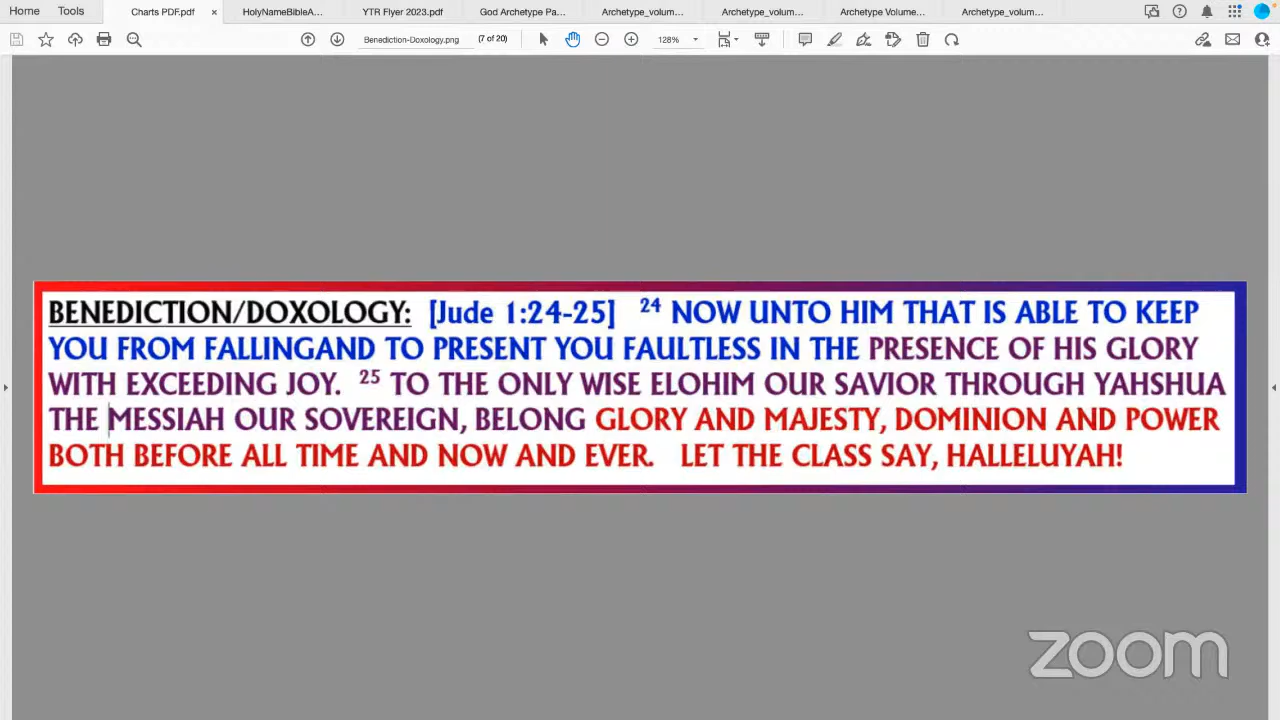 Home Tools Charts PDF.pdf × HolyNameBibleA... YTR Flyer 2023.pdf God Archetype Pa... Archetype_volum... Archetype_volum... Archetype Volume... Archetype_volum...
Benediction-Doxology.png (7 of 20) 128%
BENEDICTION/DOXOLOGY: [Jude 1:24-25] 24 NOW UNTO HIM THAT IS ABLE TO KEEP
YOU FROM FALLINGAND TO PRESENT YOU FAULTLESS IN THE PRESENCE OF HIS GLORY
WITH EXCEEDING JOY. 25 TO THE ONLY WISE ELOHIM OUR SAVIOR THROUGH YAHSHUA
THE MESSIAH OUR SOVEREIGN, BELONG GLORY AND MAJESTY, DOMINION AND POWER
BOTH BEFORE ALL TIME AND NOW AND EVER. LET THE CLASS SAY, HALLELUYAH!
zoom